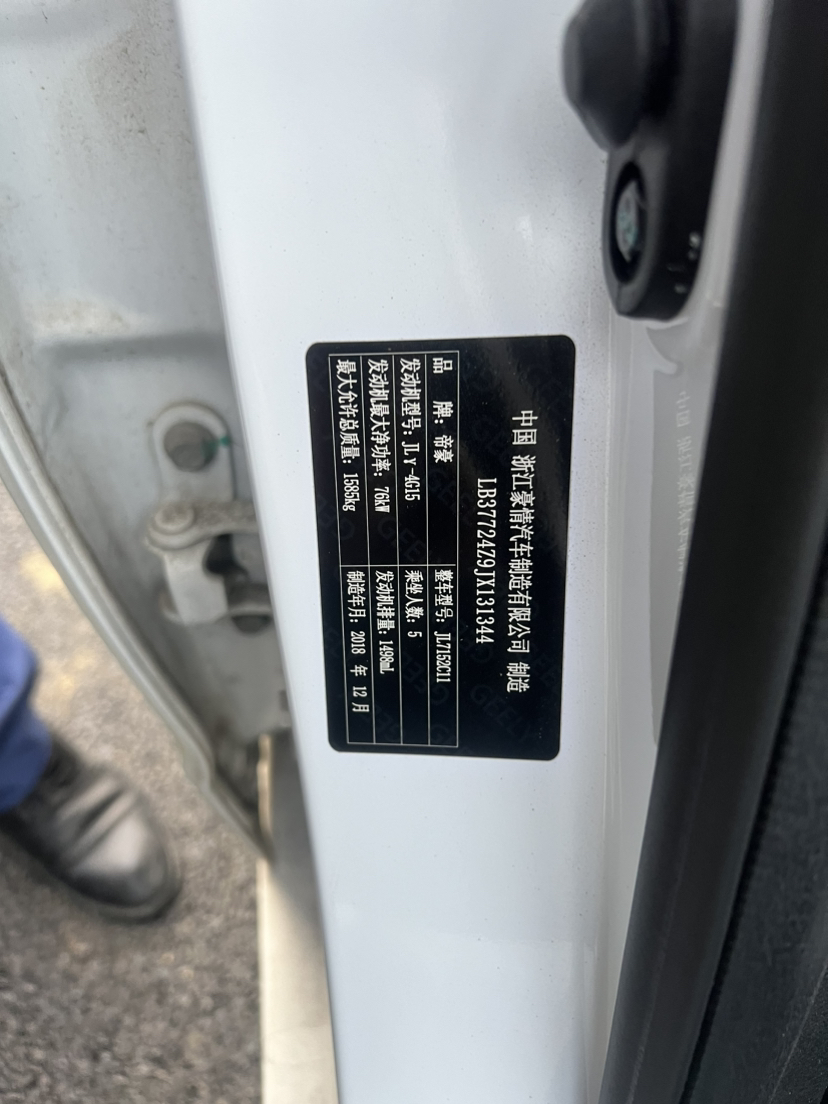 中国 浙江豪情汽车制造有限公司 制造
LB37724Z9JX131344
品 牌：帝豪 整车型号：JL7152C11
发动机型号：JLγ-4G15 乘坐人数：5
发动机最大净功率：76kW 发动机排量：1498mL
最大允许总质量：1585kg 制造年月：2018 年 12 月